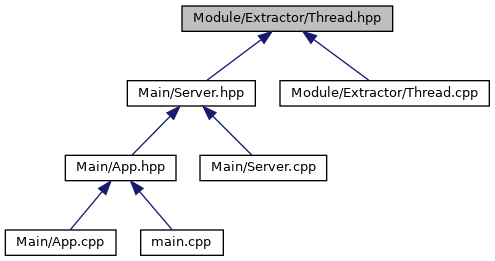 Module/Extractor/Thread.hpp
Main/Server.hpp
Module/Extractor/Thread.cpp
Main/App.hpp
Main/Server.cpp
Main/App.cpp
main.cpp